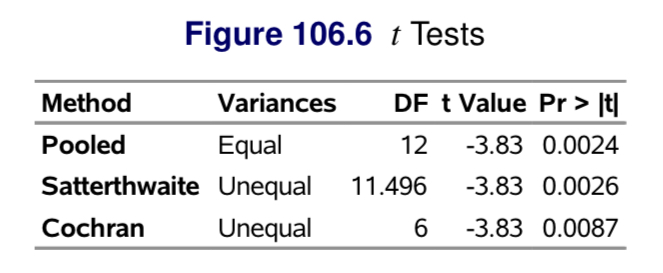 Figure 106.6 t Tests
Method Variances DF t Value Pr > |t|
Pooled Equal 12 -3.83 0.0024
Satterthwaite Unequal 11.496 -3.83 0.0026
Cochran Unequal 6 -3.83 0.0087